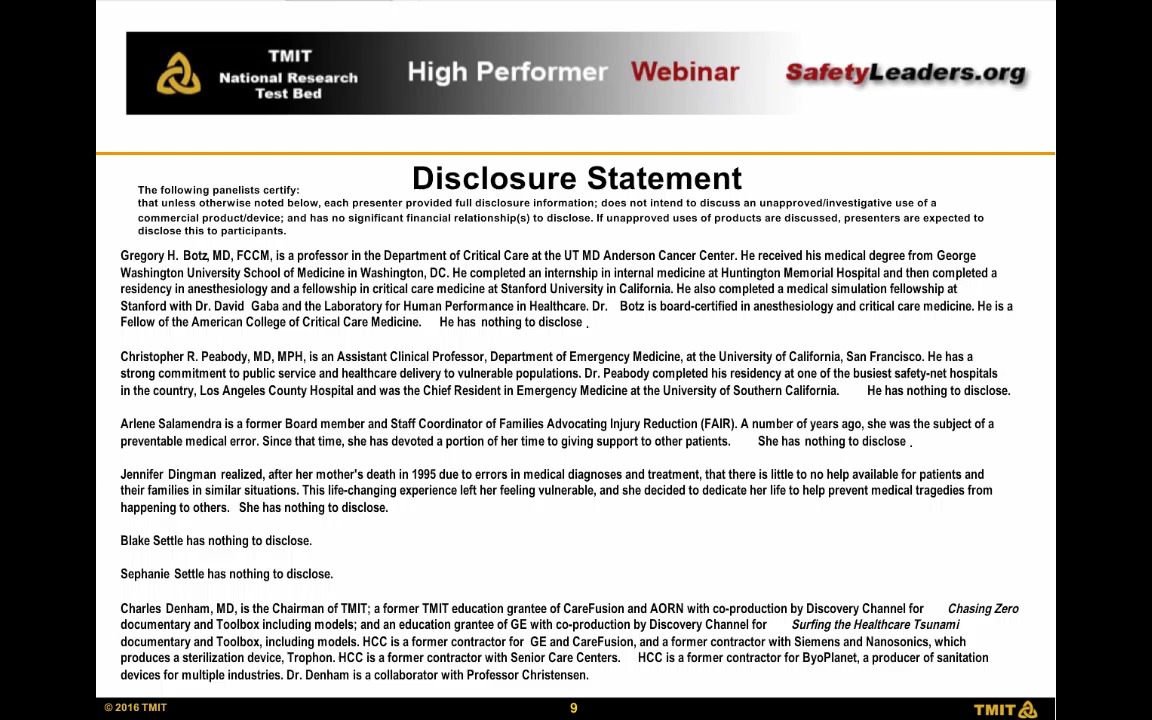 TMIT
National Research
Test Bed
High Performer Webinar
SafetyLeaders.org
Disclosure Statement
The following panelists certify:
that unless otherwise noted below, each presenter provided full disclosure information; does not intend to discuss an unapproved/investigative use of a
commercial product/device; and has no significant financial relationship(s) to disclose. If unapproved uses of products are discussed, presenters are expected to
disclose this to participants.
Gregory H. Botz, MD, FCCM, is a professor in the Department of Critical Care at the UT MD Anderson Cancer Center. He received his medical degree from George
Washington University School of Medicine in Washington, DC. He completed an internship in internal medicine at Huntington Memorial Hospital and then completed a
residency in anesthesiology and a fellowship in critical care medicine at Stanford University in California. He also completed a medical simulation fellowship at
Stanford with Dr. David Gaba and the Laboratory for Human Performance in Healthcare. Dr. Botz is board-certified in anesthesiology and critical care medicine. He is a
Fellow of the American College of Critical Care Medicine. He has nothing to disclose .
Christopher R. Peabody, MD, MPH, is an Assistant Clinical Professor, Department of Emergency Medicine, at the University of California, San Francisco. He has a
strong commitment to public service and healthcare delivery to vulnerable populations. Dr. Peabody completed his residency at one of the busiest safety-net hospitals
in the country, Los Angeles County Hospital and was the Chief Resident in Emergency Medicine at the University of Southern California. He has nothing to disclose.
Arlene Salamendra is a former Board member and Staff Coordinator of Families Advocating Injury Reduction (FAIR). A number of years ago, she was the subject of a
preventable medical error. Since that time, she has devoted a portion of her time to giving support to other patients. She has nothing to disclose .
Jennifer Dingman realized, after her mother's death in 1995 due to errors in medical diagnoses and treatment, that there is little to no help available for patients and
their families in similar situations. This life-changing experience left her feeling vulnerable, and she decided to dedicate her life to help prevent medical tragedies from
happening to others. She has nothing to disclose.
Blake Settle has nothing to disclose.
Sephanie Settle has nothing to disclose.
Charles Denham, MD, is the Chairman of TMIT; a former TMIT education grantee of CareFusion and AORN with co-production by Discovery Channel for Chasing Zero
documentary and Toolbox including models; and an education grantee of GE with co-production by Discovery Channel for Surfing the Healthcare Tsunami
documentary and Toolbox, including models. HCC is a former contractor for GE and CareFusion, and a former contractor with Siemens and Nanosonics, which
produces a sterilization device, Trophon. HCC is a former contractor with Senior Care Centers. HCC is a former contractor for ByoPlanet, a producer of sanitation
devices for multiple industries. Dr. Denham is a collaborator with Professor Christensen.
© 2016 TMIT
9
TMIT